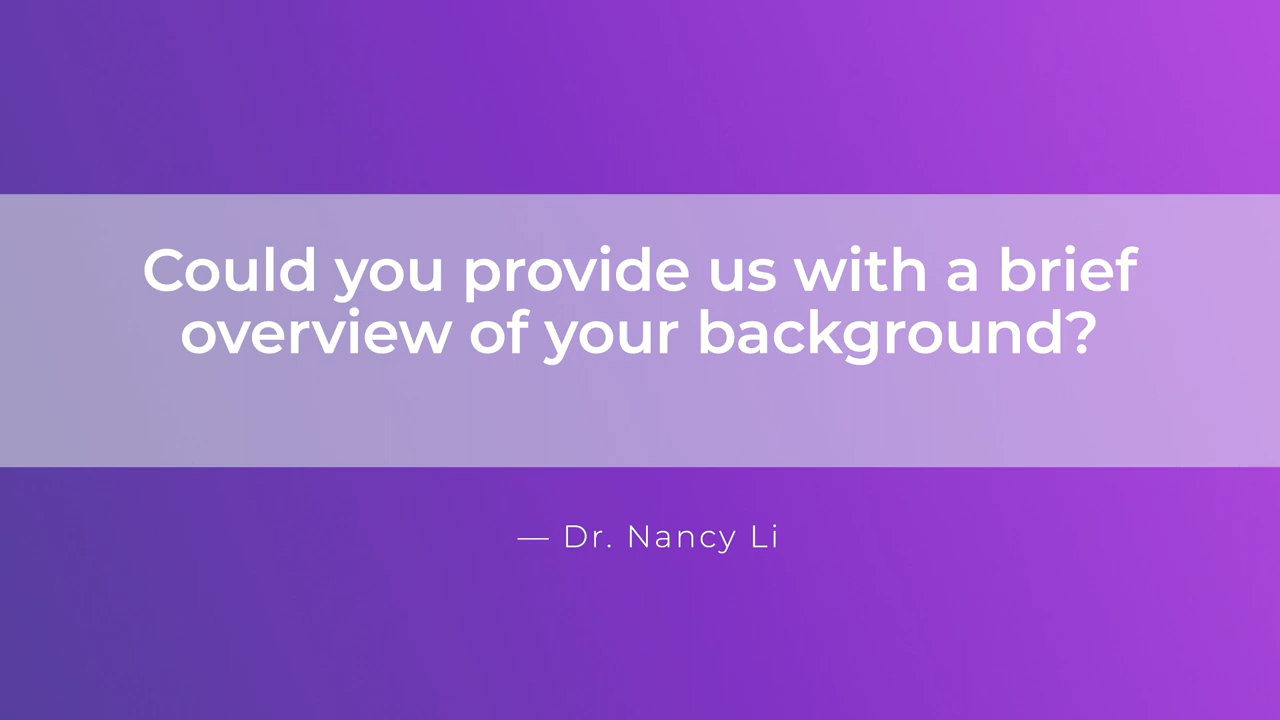 Could you provide us with a brief
overview of your background?
— Dr. Nancy Li